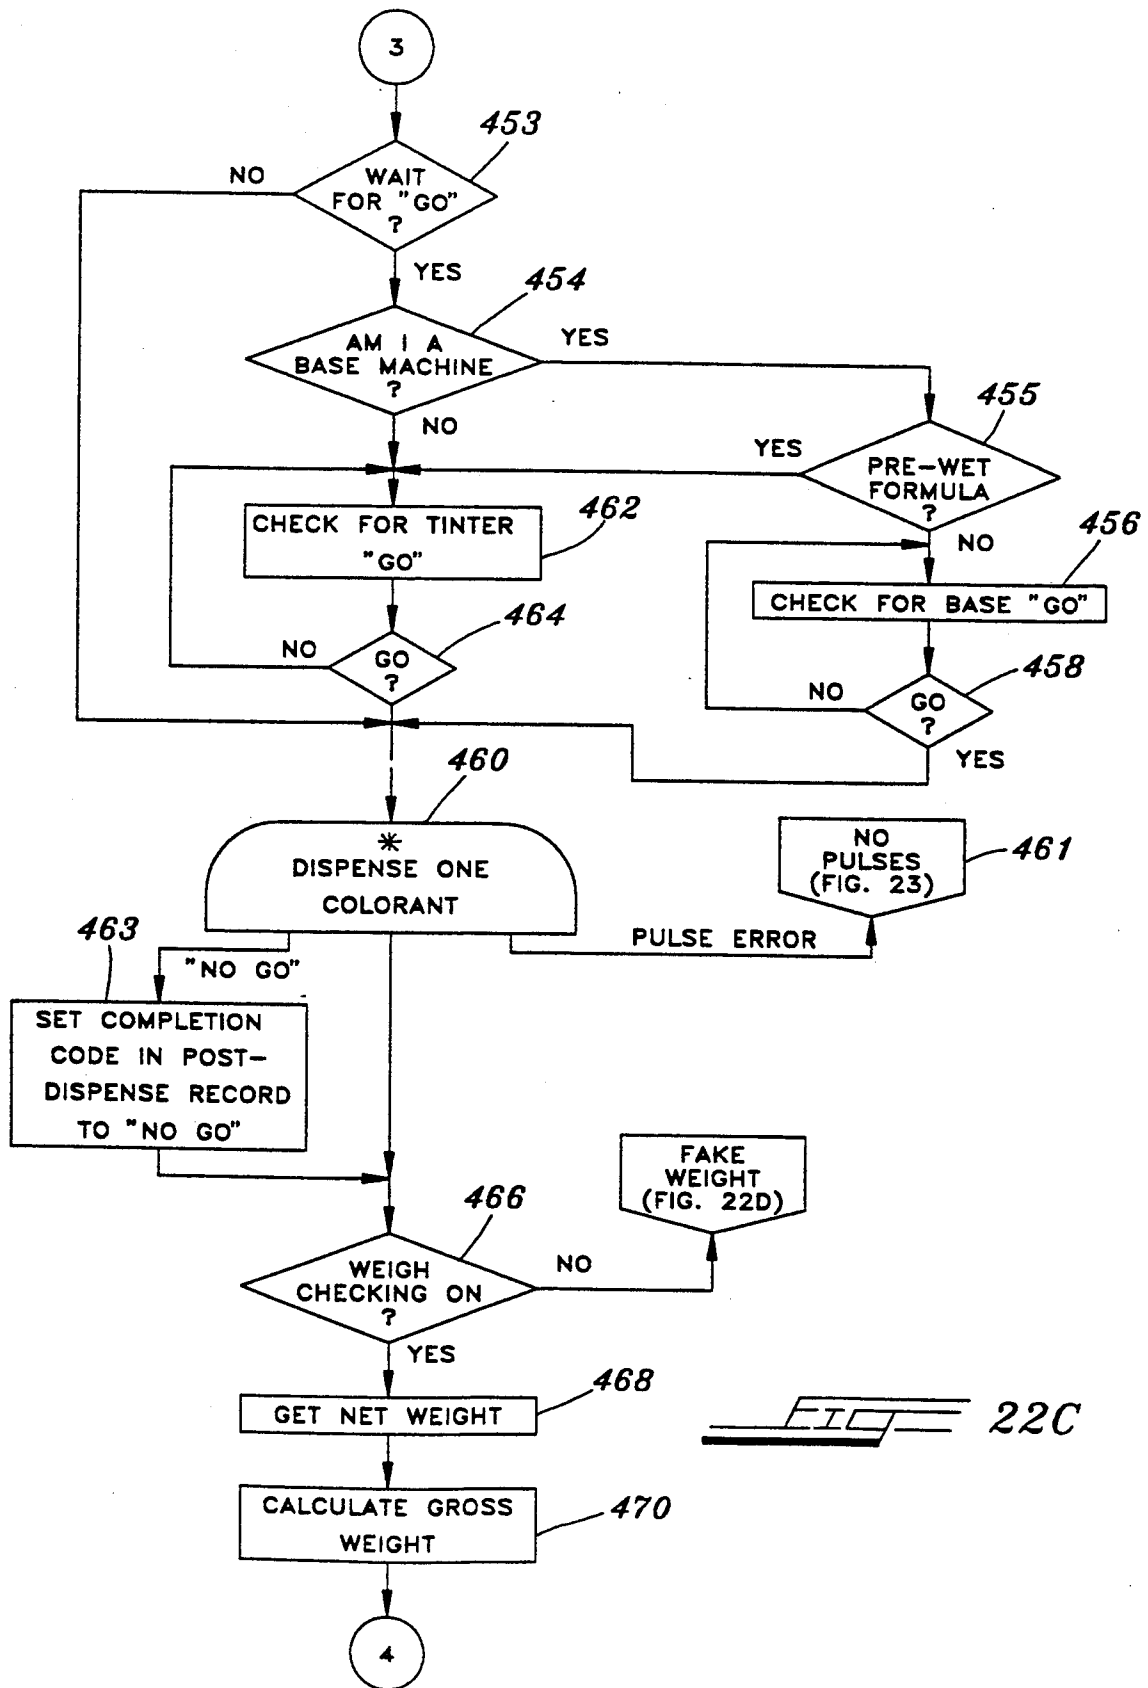 3
453
NO
WAIT
FOR "GO"
?
YES
454
AM I A
BASE MACHINE
?
YES
NO
455
YES
PRE-WET
FORMULA
?
NO
CHECK FOR TINTER
"GO"
462
456
CHECK FOR BASE "GO"
NO
GO
?
464
NO
GO
?
458
YES
460
*
DISPENSE ONE
COLORANT
NO
PULSES
(FIG. 23)
461
463
"NO GO"
PULSE ERROR
SET COMPLETION
CODE IN POST-
DISPENSE RECORD
TO "NO GO"
FAKE
WEIGHT
(FIG. 22D)
466
WEIGH
CHECKING ON
?
NO
YES
GET NET WEIGHT
468
FIG 22C
CALCULATE GROSS
WEIGHT
470
4